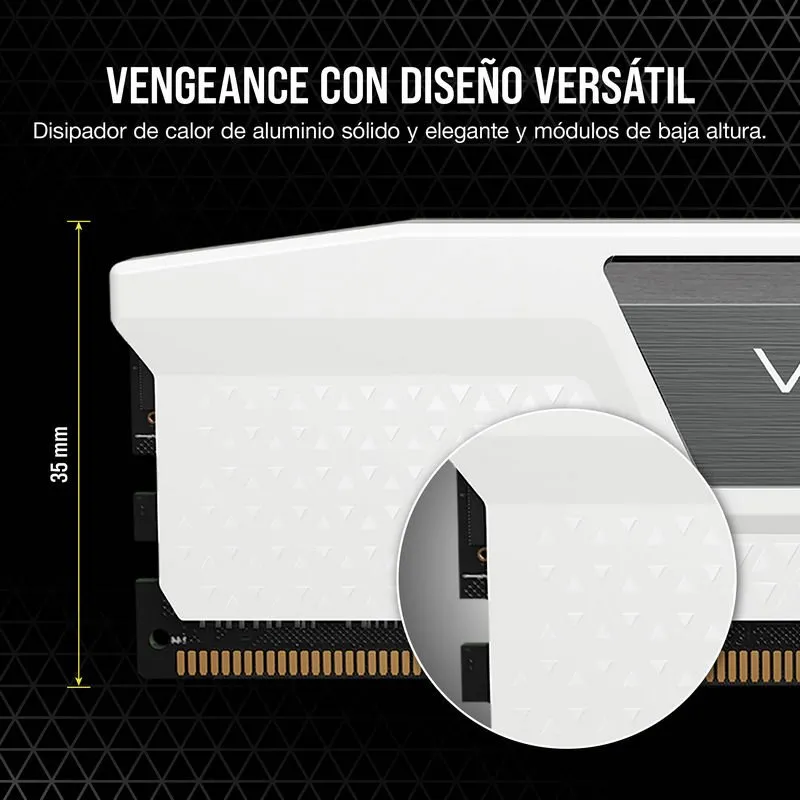 VENGEANCE CON DISEÑO VERSÁTIL
Disipador de calor de aluminio sólido y elegante y módulos de baja altura.
35 mm
V